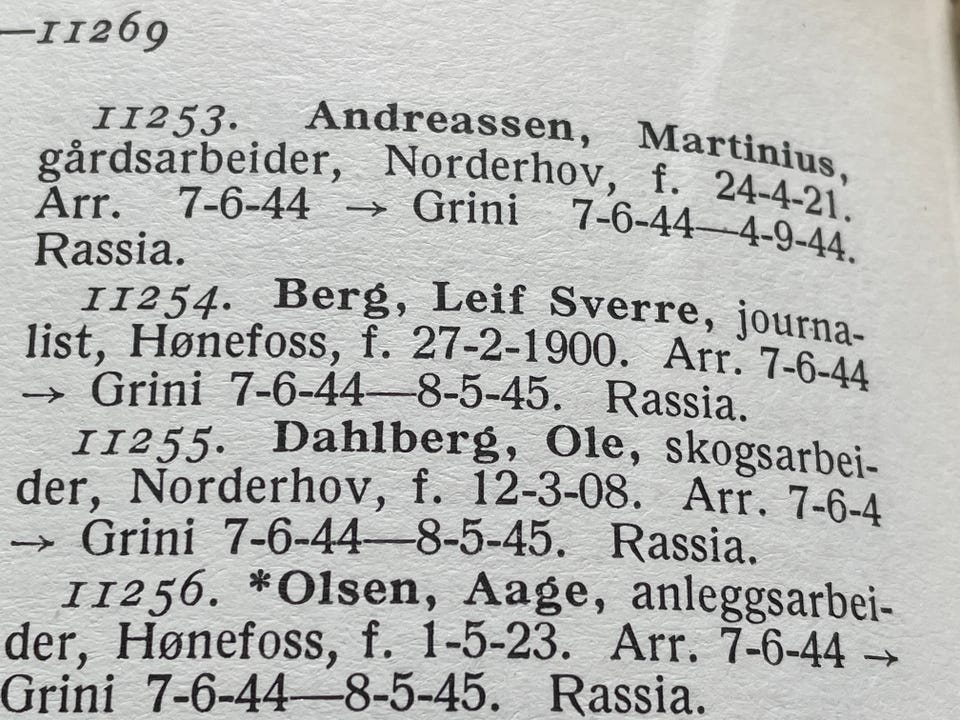 —11269
11253. Andreassen, Martinius,
gårdsarbeider, Norderhov, f. 24-4-21.
Arr. 7-6-44 → Grini 7-6-44—4-9-44.
Rassia.
11254. Berg, Leif Sverre, journa-
list, Hønefoss, f. 27-2-1900. Arr. 7-6-44
→ Grini 7-6-44—8-5-45. Rassia.
11255. Dahlberg, Ole, skogsarbei-
der, Norderhov, f. 12-3-08. Arr. 7-6-4
→ Grini 7-6-44—8-5-45. Rassia.
11256. *Olsen, Aage, anleggsarbei-
der, Hønefoss, f. 1-5-23. Arr. 7-6-44 →
Grini 7-6-44—8-5-45. Rassia.